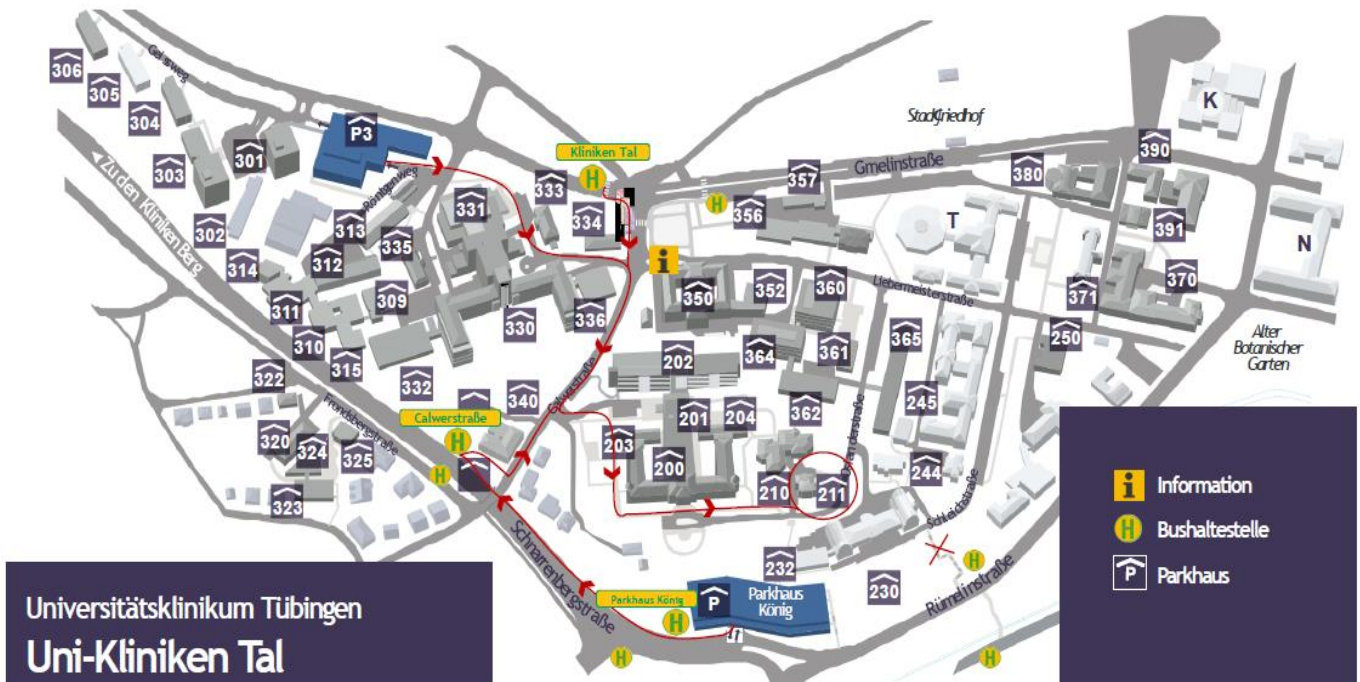 306
305
304
303
301
P3
Geissweg
Zu den Kliniken Berg
302
314
313
312
311
310
309
335
315
Röntgenweg
331
333
334
Kliniken Tal
H
330
336
332
340
322
320
324
325
323
Frondsbergstraße
Calwerstraße
H
H
Calwerstraße
i
H
356
357
Gmelinstraße
Stadtfriedhof
380
390
K
T
N
391
370
371
350
352
360
Liebermeisterstraße
250
Alter
Botanischer
Garten
202
364
361
365
362
245
201
204
203
200
210
211
244
Osianderstraße
Schleichstraße
H
232
230
Rümelinstraße
Schnarrenbergstraße
Parkhaus König
H
P
Parkhaus
König
H
H
i Information
H Bushaltestelle
P Parkhaus
Universitätsklinikum Tübingen
Uni-Kliniken Tal